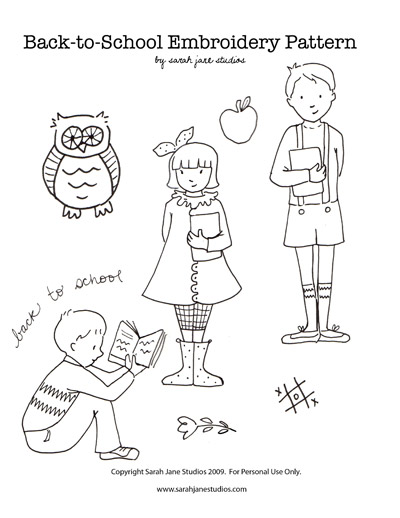 Back-to-School Embroidery Pattern
by sarah jane studios
back to school
x
o
x
Copyright Sarah Jane Studios 2009. For Personal Use Only.
www.sarahjanestudios.com